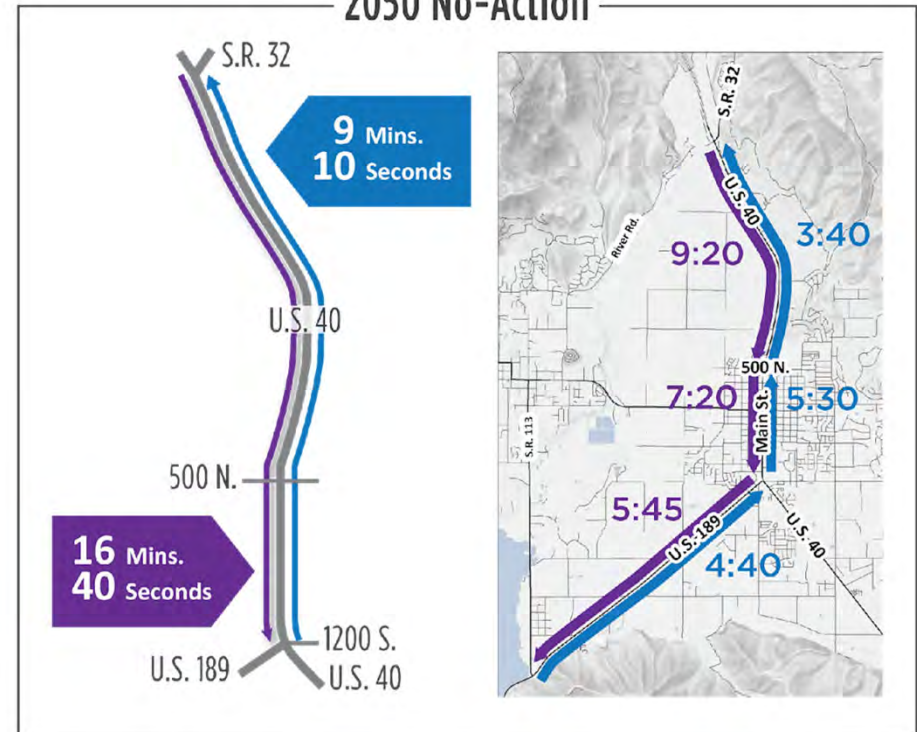 2050 No-Action
S.R. 32
9 Mins.
10 Seconds
U.S. 40
500 N.
16 Mins.
40 Seconds
1200 S.
U.S. 189
U.S. 40
S.R. 32
U.S. 40
River Rd.
9:20
3:40
500 N.
7:20
Main St.
5:30
S.R. 113
5:45
U.S. 189
U.S. 40
4:40